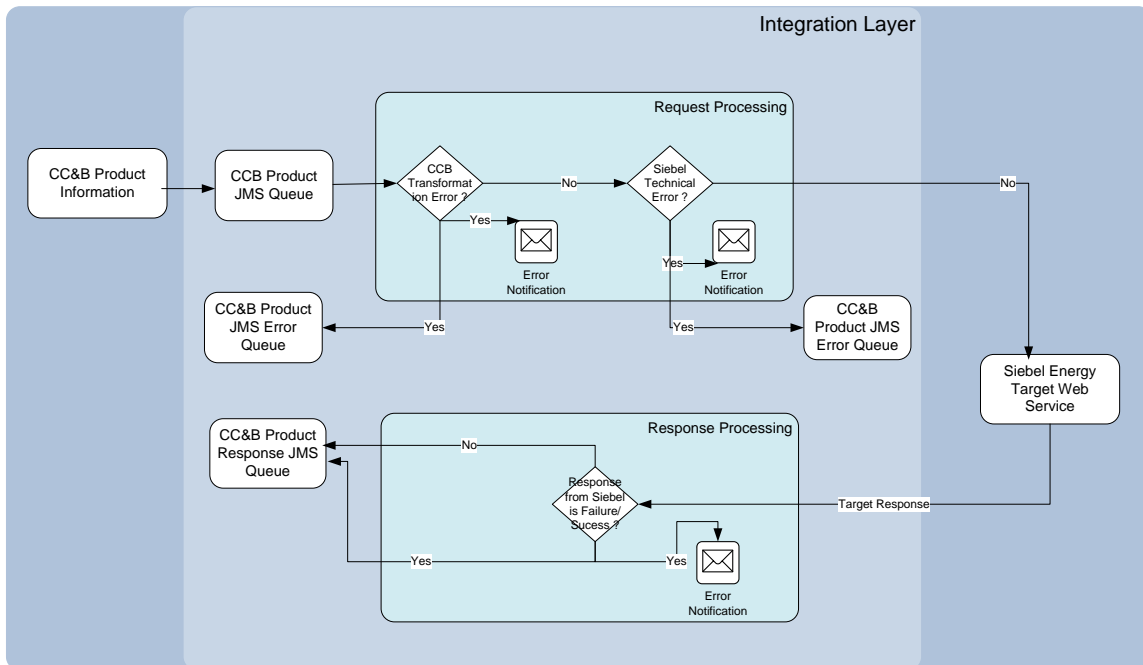 Integration Layer
Request Processing
CC&B Product
Information
CCB Product
JMS Queue
CCB
Transformat
ion Error ?
No
Siebel
Technical
Error ?
No
Yes
Yes
Error
Notification
Error
Notification
CC&B Product
JMS Error
Queue
Yes
Yes
CC&B
Product JMS
Error Queue
Siebel Energy
Target Web
Service
CC&B Product
Response JMS
Queue
Response Processing
No
Response
from Siebel
is Failure/
Sucess ?
Target Response
Yes
Yes
Error
Notification